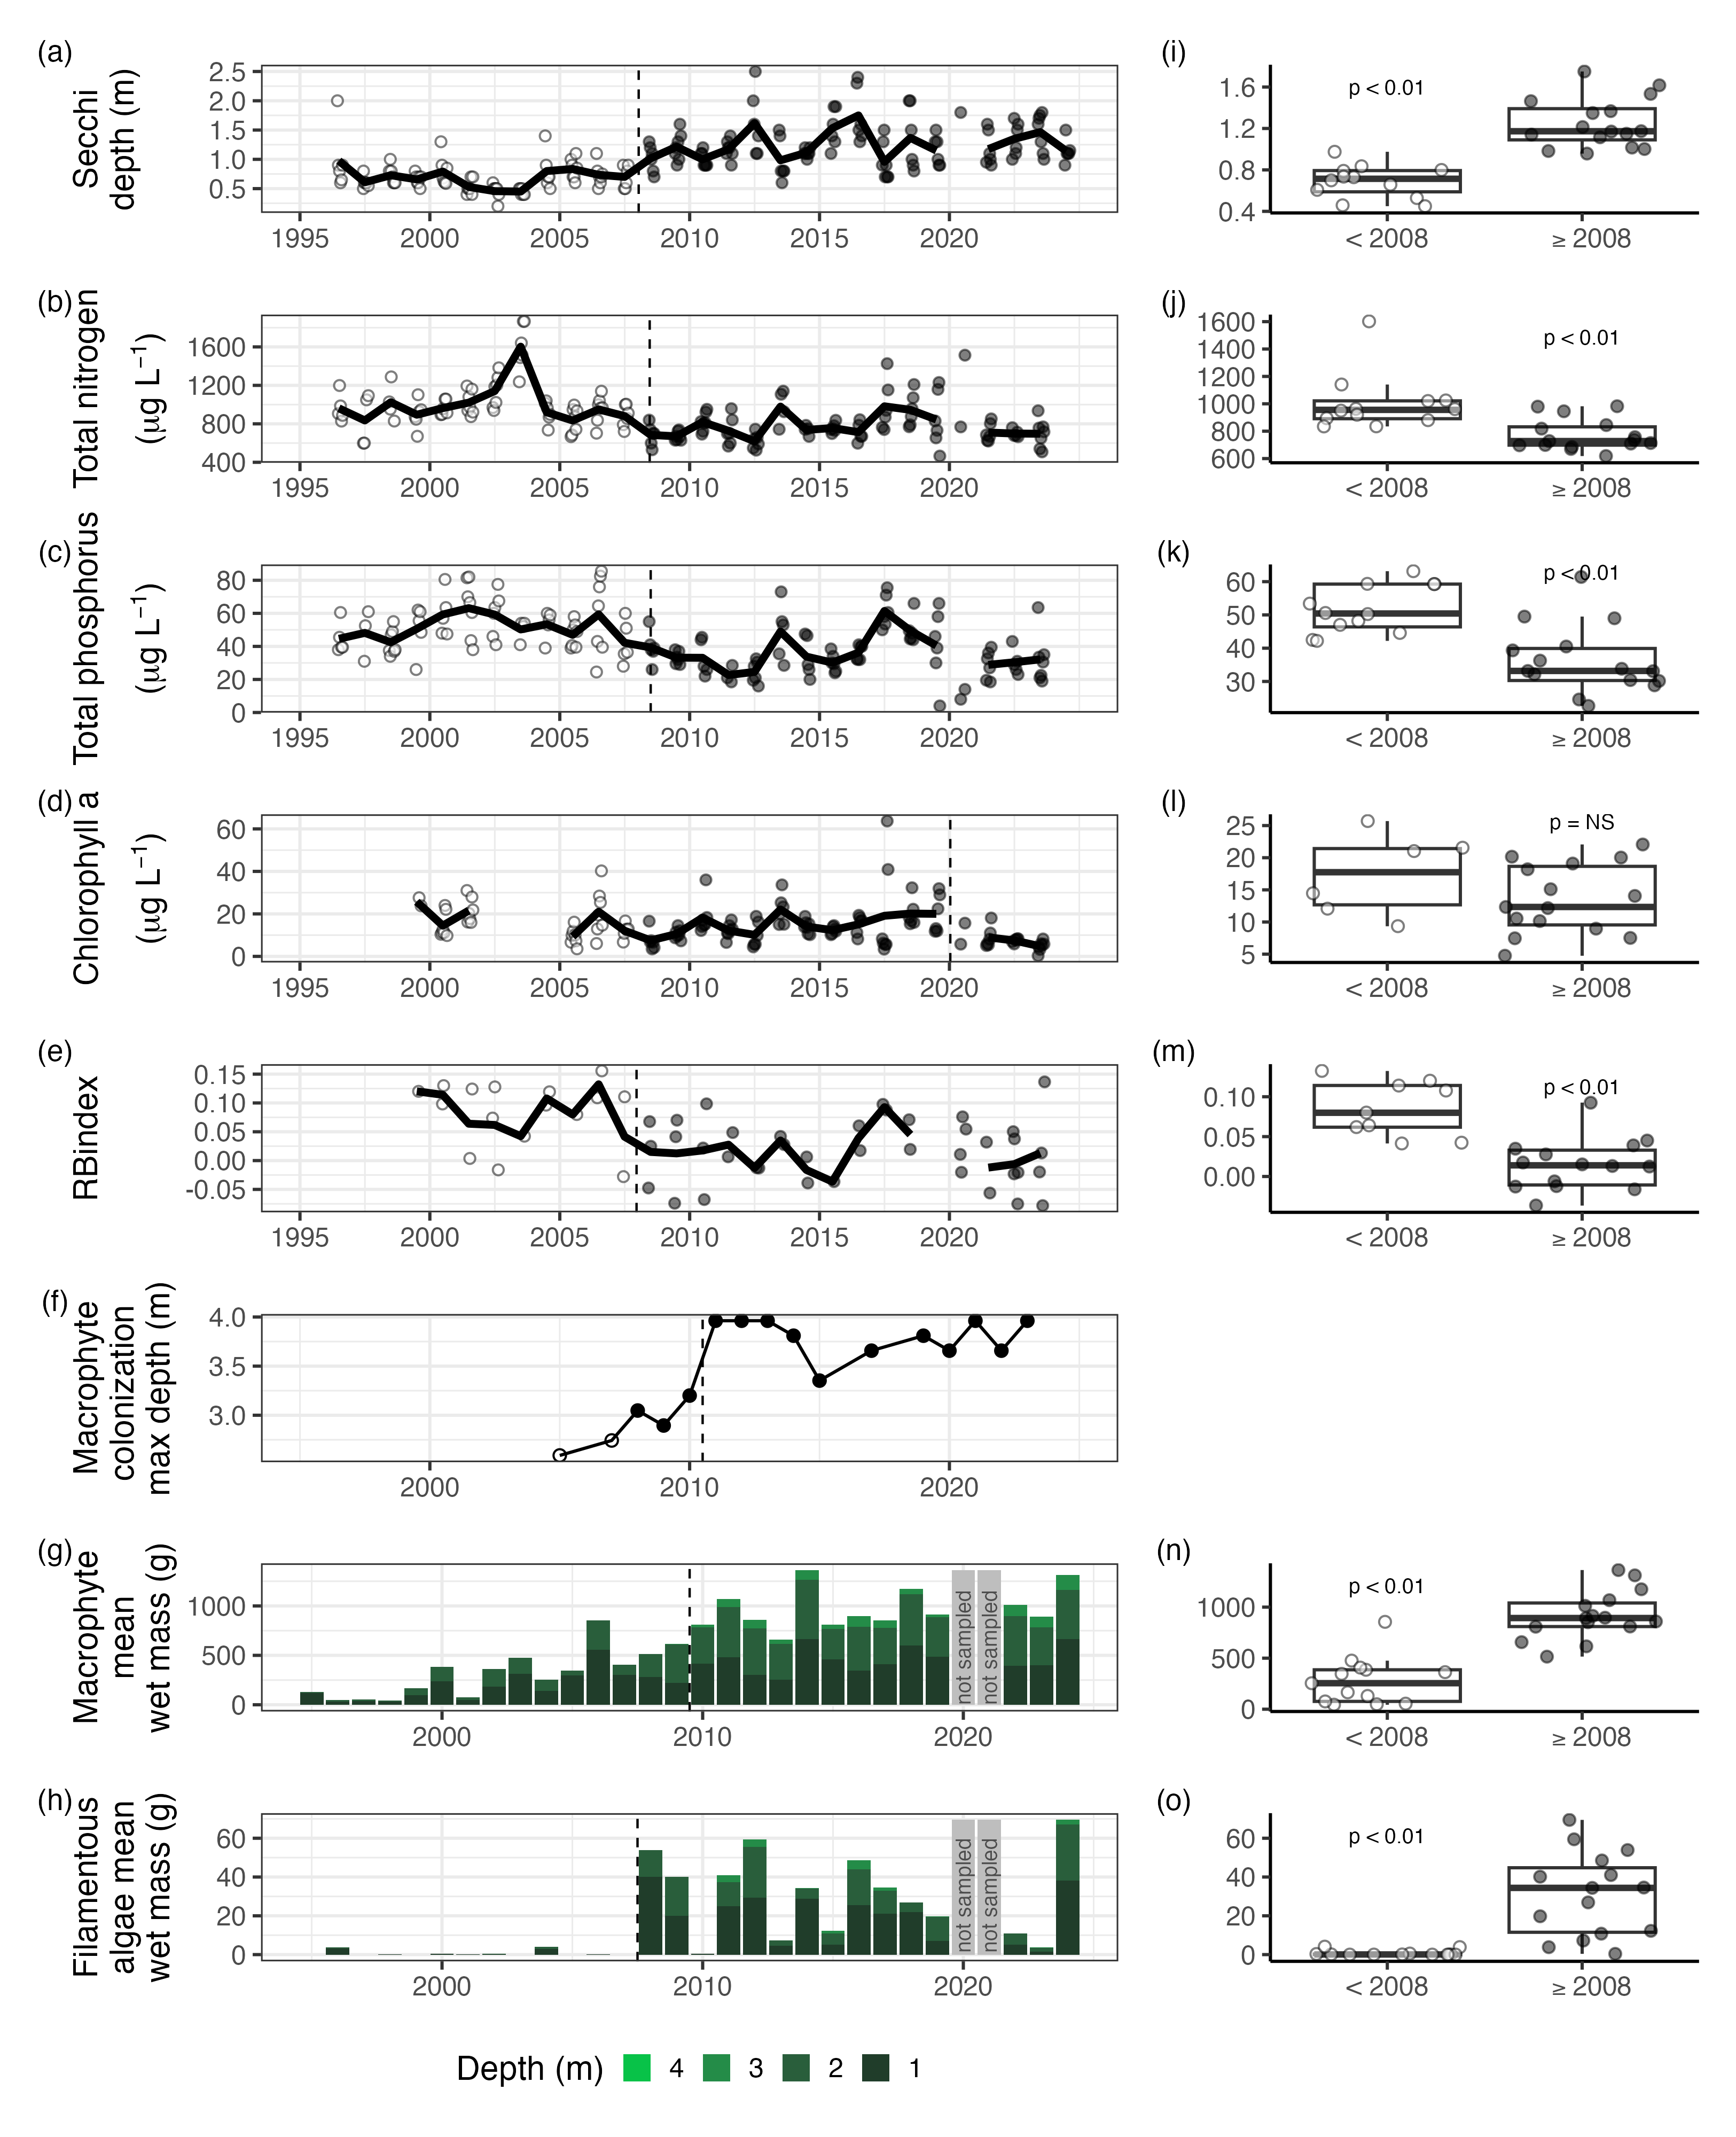 (a)
Secchi
depth (m)
2.5
2.0
1.5
1.0
0.5
1995 2000 2005 2010 2015 2020
(i)
1.6
1.2
0.8
0.4
p < 0.01
< 2008 ≥ 2008
(b)
Total nitrogen
(µg L⁻¹)
1600
1200
800
400
1995 2000 2005 2010 2015 2020
(j)
1600
1400
1200
1000
800
600
p < 0.01
< 2008 ≥ 2008
(c)
Total phosphorus
(µg L⁻¹)
80
60
40
20
0
1995 2000 2005 2010 2015 2020
(k)
60
50
40
30
p < 0.01
< 2008 ≥ 2008
(d)
Chlorophyll a
(µg L⁻¹)
60
40
20
0
1995 2000 2005 2010 2015 2020
(l)
25
20
15
10
5
p = NS
< 2008 ≥ 2008
(e)
RBindex
0.15
0.10
0.05
0.00
-0.05
1995 2000 2005 2010 2015 2020
(m)
0.10
0.05
0.00
p < 0.01
< 2008 ≥ 2008
(f)
Macrophyte
colonization
max depth (m)
4.0
3.5
3.0
2000 2010 2020
(g)
Macrophyte
mean
wet mass (g)
1000
500
0
not sampled
not sampled
2000 2010 2020
(n)
1000
500
0
p < 0.01
< 2008 ≥ 2008
(h)
Filamentous
algae mean
wet mass (g)
60
40
20
0
not sampled
not sampled
2000 2010 2020
(o)
60
40
20
0
p < 0.01
< 2008 ≥ 2008
Depth (m) 4 3 2 1